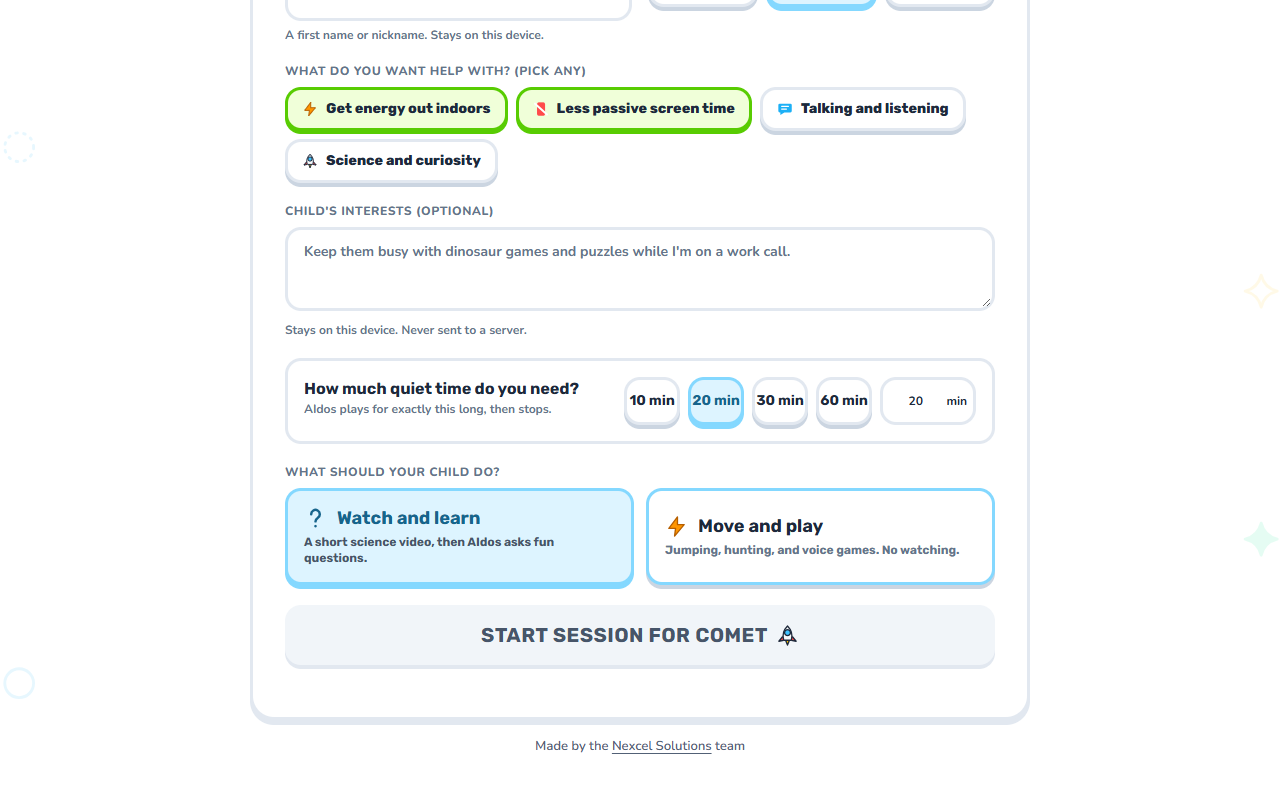 A first name or nickname. Stays on this device.
WHAT DO YOU WANT HELP WITH? (PICK ANY)
Get energy out indoors
Less passive screen time
Talking and listening
Science and curiosity
CHILD'S INTERESTS (OPTIONAL)
Keep them busy with dinosaur games and puzzles while I'm on a work call.
Stays on this device. Never sent to a server.
How much quiet time do you need?
Aldos plays for exactly this long, then stops.
10 min
20 min
30 min
60 min
20 min
WHAT SHOULD YOUR CHILD DO?
Watch and learn
A short science video, then Aldos asks fun
questions.
Move and play
Jumping, hunting, and voice games. No watching.
START SESSION FOR COMET
Made by the Nexcel Solutions team